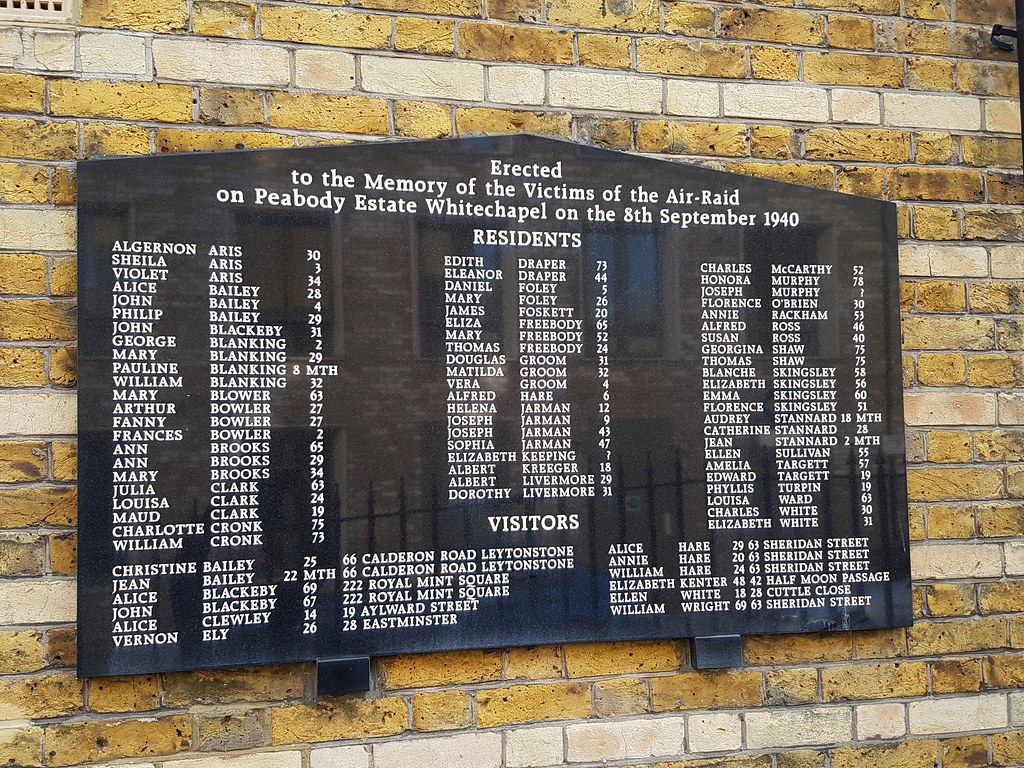 Erected
to the Memory of the Victims of the Air-Raid
on Peabody Estate Whitechapel on the 8th September 1940
RESIDENTS
ALGERNON ARIS 30
SHEILA ARIS 3
VIOLET ARIS 34
ALICE BAILEY 28
JOHN BAILEY 4
PHILIP BAILEY 29
JOHN BLACKEBY 31
GEORGE BLANKING 2
MARY BLANKING 29
PAULINE BLANKING 8 MTH
WILLIAM BLANKING 32
MARY BLOWER 63
ARTHUR BOWLER 27
FANNY BOWLER 27
FRANCES BOWLER 2
ANN BROOKS 65
ANN BROOKS 29
MARY BROOKS 34
JULIA CLARK 63
LOUISA CLARK 24
MAUD CLARK 19
CHARLOTTE CRONK 75
WILLIAM CRONK 73
EDITH DRAPER 73
ELEANOR DRAPER 44
DANIEL FOLEY 5
MARY FOLEY 26
JAMES FOSKETT 20
ELIZA FREEBODY 65
MARY FREEBODY 52
THOMAS FREEBODY 24
DOUGLAS GROOM 31
MATILDA GROOM 32
VERA GROOM 4
ALFRED HARE 6
HELENA JARMAN 12
JOSEPH JARMAN 9
JOSEPH JARMAN 43
SOPHIA JARMAN 47
ELIZABETH KEEPING ?
ALBERT KREEGER 18
ALBERT LIVERMORE 29
DOROTHY LIVERMORE 31
CHARLES McCARTHY 52
HONORA MURPHY 78
JOSEPH MURPHY ?
FLORENCE O'BRIEN 30
ANNIE RACKHAM 53
ALFRED ROSS 46
SUSAN ROSS 40
GEORGINA SHAW 75
THOMAS SHAW 75
BLANCHE SKINGSLEY 58
ELIZABETH SKINGSLEY 56
EMMA SKINGSLEY 60
FLORENCE SKINGSLEY 51
AUDREY STANNARD 18 MTH
CATHERINE STANNARD 28
JEAN STANNARD 2 MTH
ELLEN SULLIVAN 55
AMELIA TARGETT 57
EDWARD TARGETT 19
PHYLLIS TURPIN 19
LOUISA WARD 63
CHARLES WHITE 30
ELIZABETH WHITE 31
VISITORS
CHRISTINE BAILEY 25 66 CALDERON ROAD LEYTONSTONE
JEAN BAILEY 22 MTH 66 CALDERON ROAD LEYTONSTONE
ALICE BLACKEBY 69 222 ROYAL MINT SQUARE
JOHN BLACKEBY 67 222 ROYAL MINT SQUARE
ALICE CLEWLEY 14 19 AYLWARD STREET
VERNON ELY 26 28 EASTMINSTER
ALICE HARE 29 63 SHERIDAN STREET
ANNIE HARE 20 63 SHERIDAN STREET
WILLIAM HARE 24 63 SHERIDAN STREET
ELIZABETH KENTER 48 42 HALF MOON PASSAGE
ELLEN WHITE 18 28 CUTTLE CLOSE
WILLIAM WRIGHT 69 63 SHERIDAN STREET